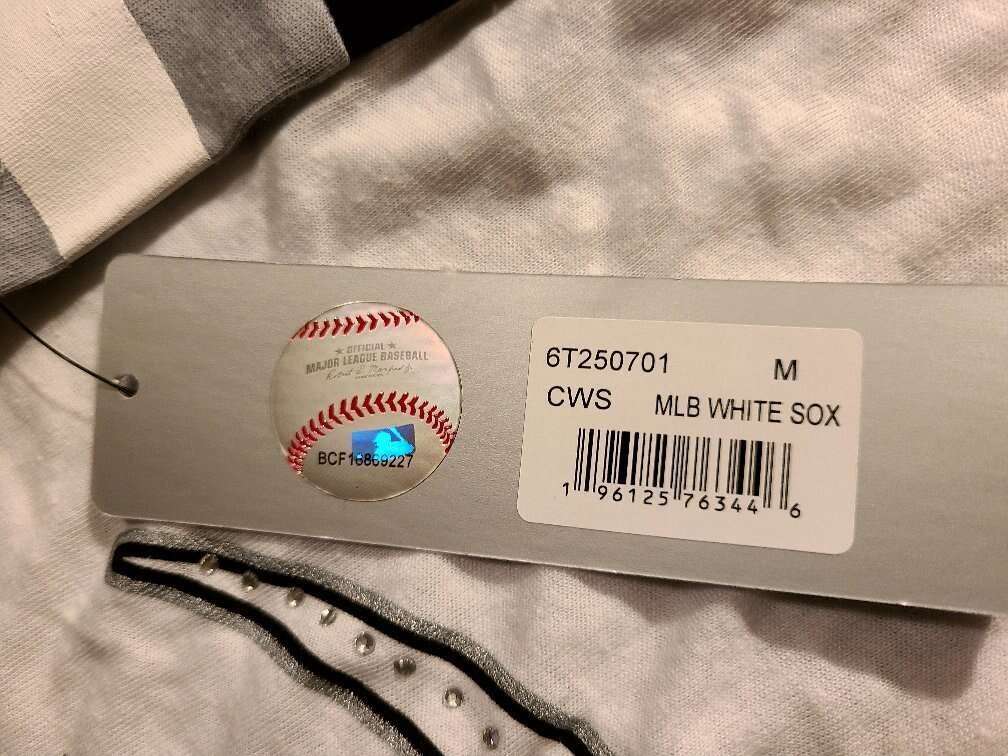 ★ OFFICIAL ★
MAJOR LEAGUE BASEBALL
BCF16869227
6T250701 M
CWS MLB WHITE SOX
1 96125 76344 6